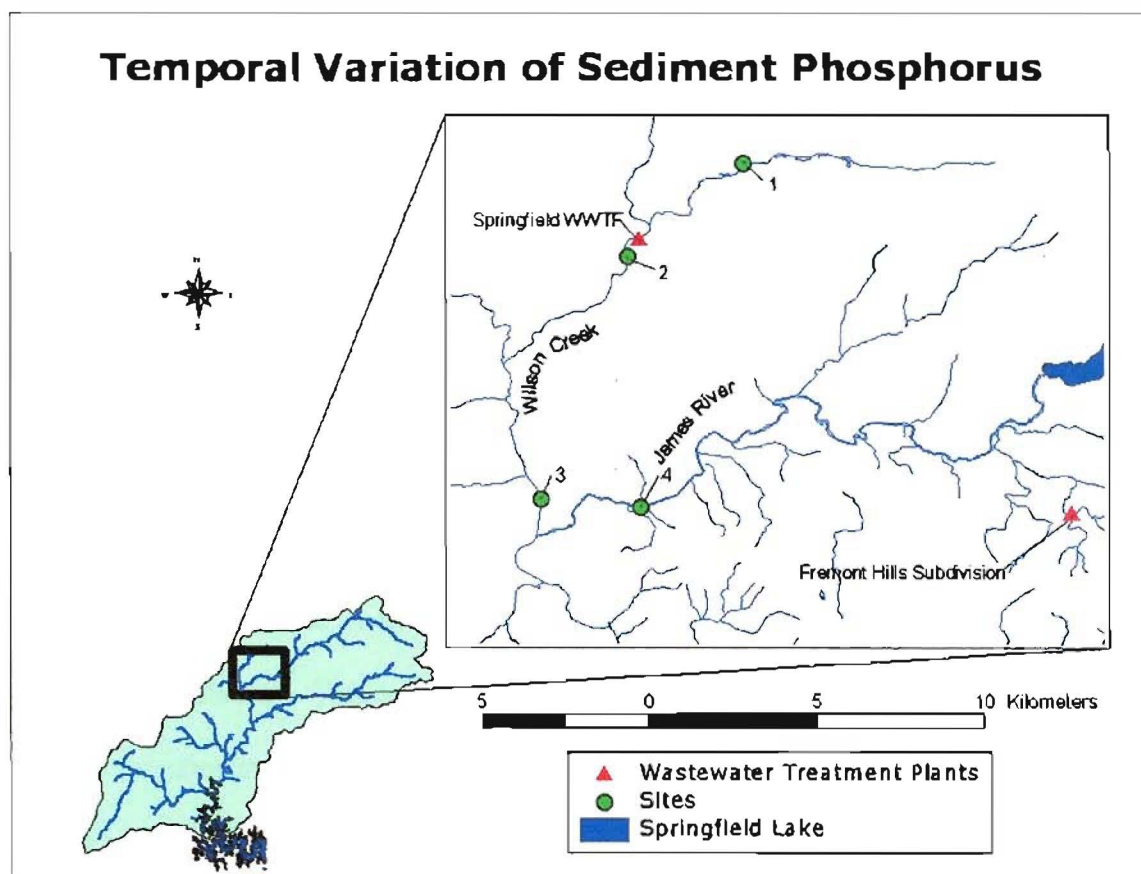 Temporal Variation of Sediment Phosphorus
1
Springfield WWTF
2
Wilson Creek
James River
3
4
Fremont Hills Subdivision
N
W
E
S
5 0 5 10 Kilometers
Wastewater Treatment Plants
Sites
Springfield Lake